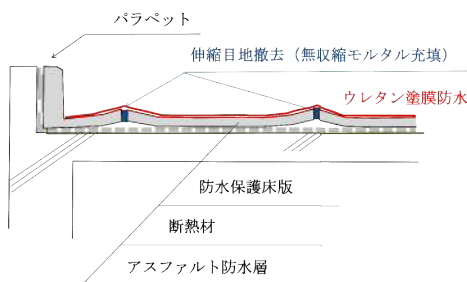 パラペット
伸縮目地撤去（無収縮モルタル充填）
ウレタン塗膜防水
防水保護床版
断熱材
アスファルト防水層